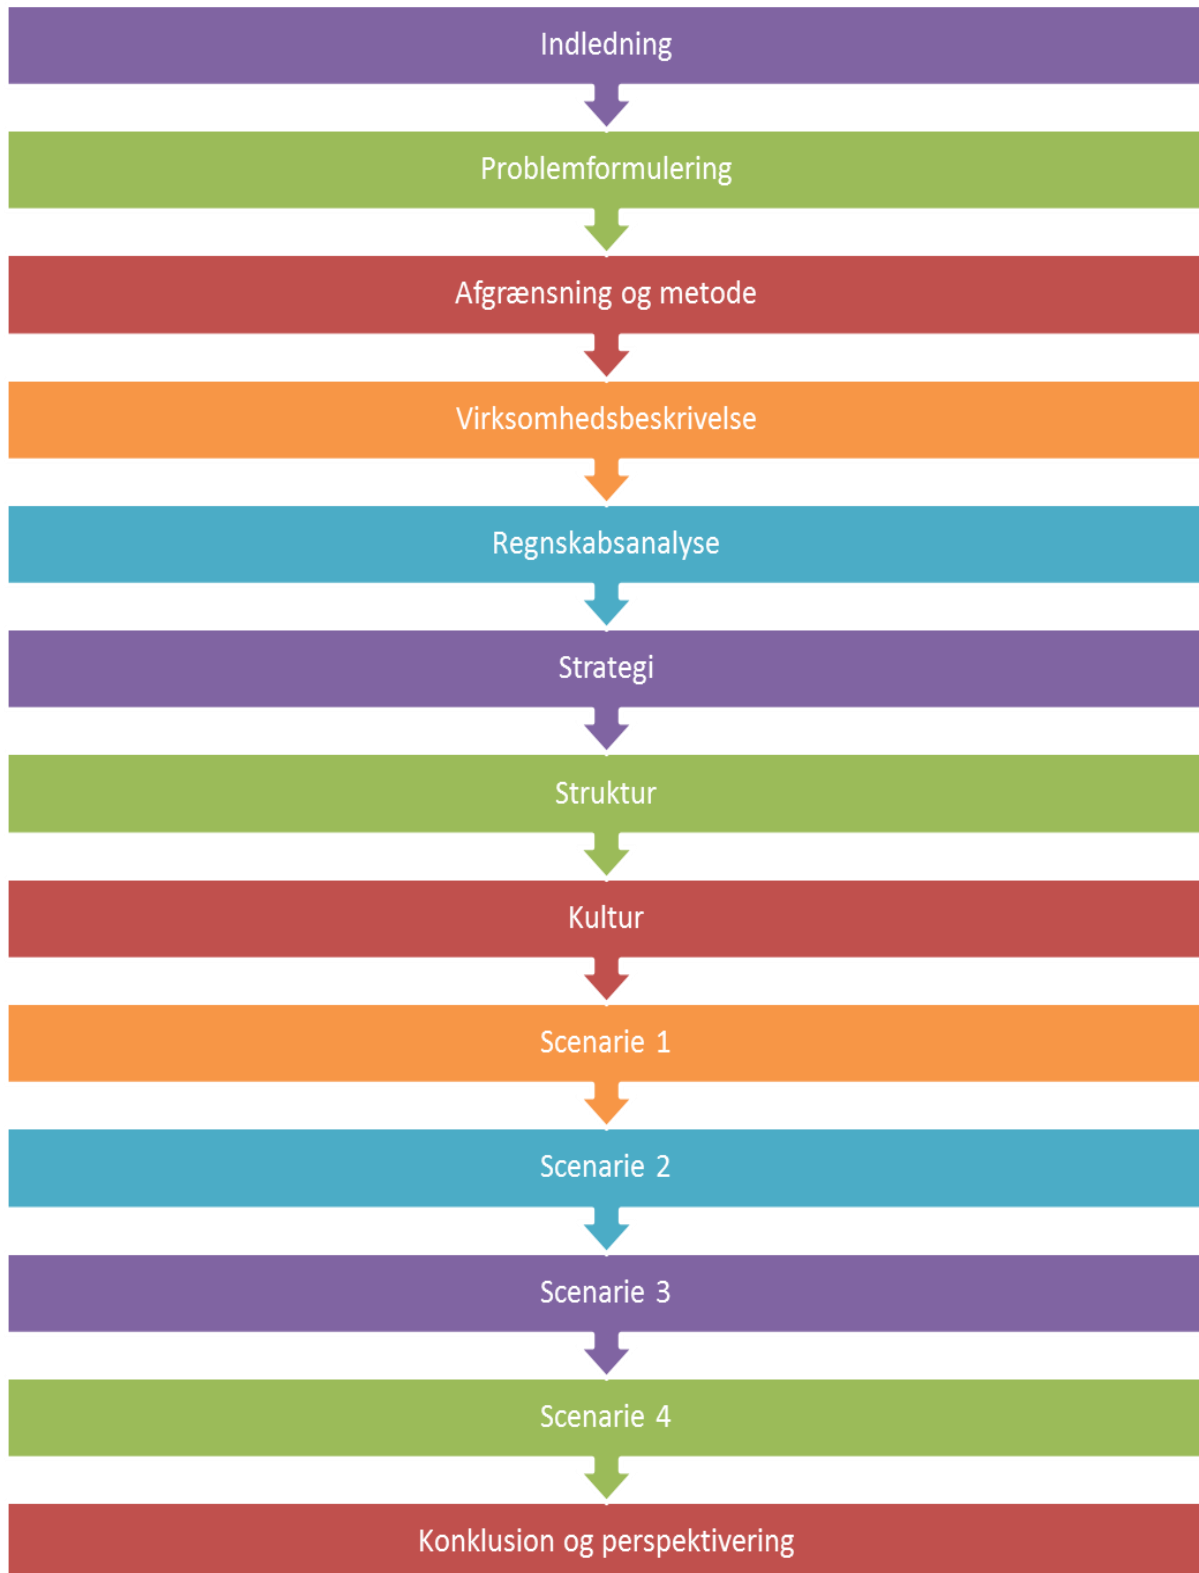 Indledning
Problemformulering
Afgrænsning og metode
Virksomhedsbeskrivelse
Regnskabsanalyse
Strategi
Struktur
Kultur
Scenarie 1
Scenarie 2
Scenarie 3
Scenarie 4
Konklusion og perspektivering